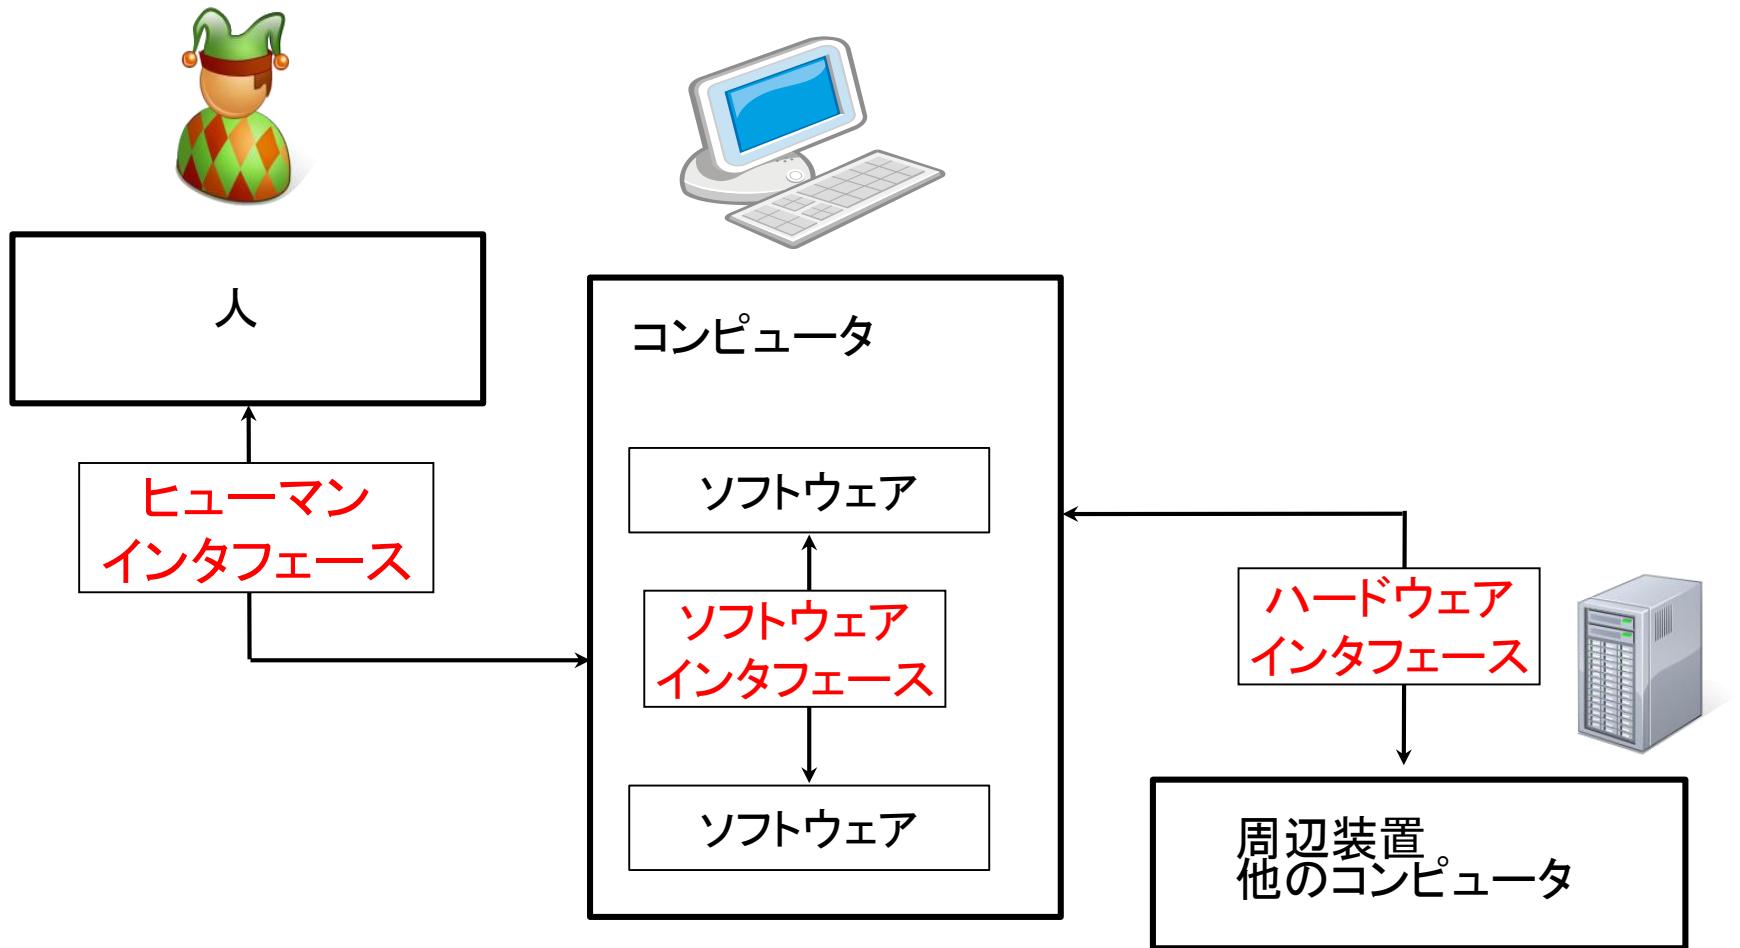 人
ヒューマン
インタフェース
コンピュータ
ソフトウェア
ソフトウェア
インタフェース
ソフトウェア
ハードウェア
インタフェース
周辺装置
他のコンピュータ